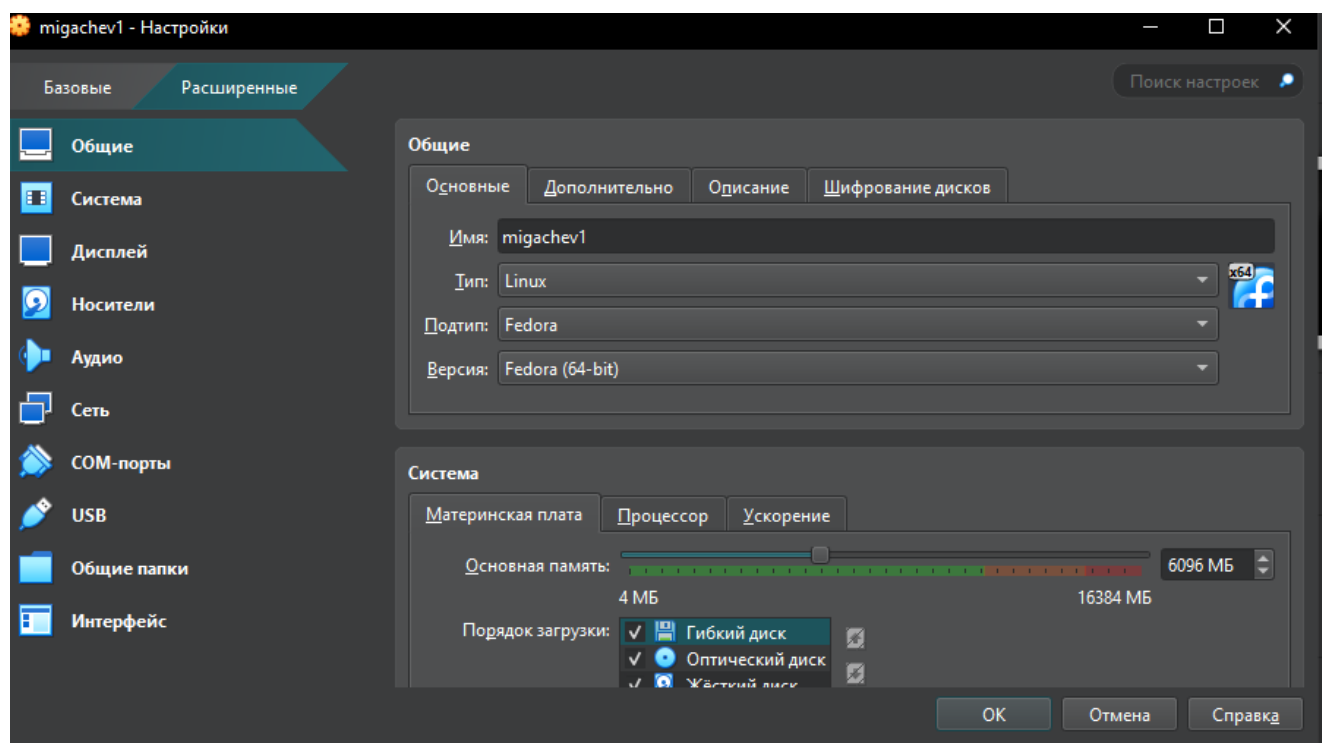 migachev1 - Настройки
Базовые Расширенные Поиск настроек
Общие
Система
Дисплей
Носители
Аудио
Сеть
COM-порты
USB
Общие папки
Интерфейс
Общие
Основные Дополнительно Описание Шифрование дисков
Имя: migachev1
Тип: Linux
x64
Подтип: Fedora
Версия: Fedora (64-bit)
Система
Материнская плата Процессор Ускорение
Основная память: 6096 МБ
4 МБ 16384 МБ
Порядок загрузки: Гибкий диск
Оптический диск
Жёсткий диск
OK Отмена Справка